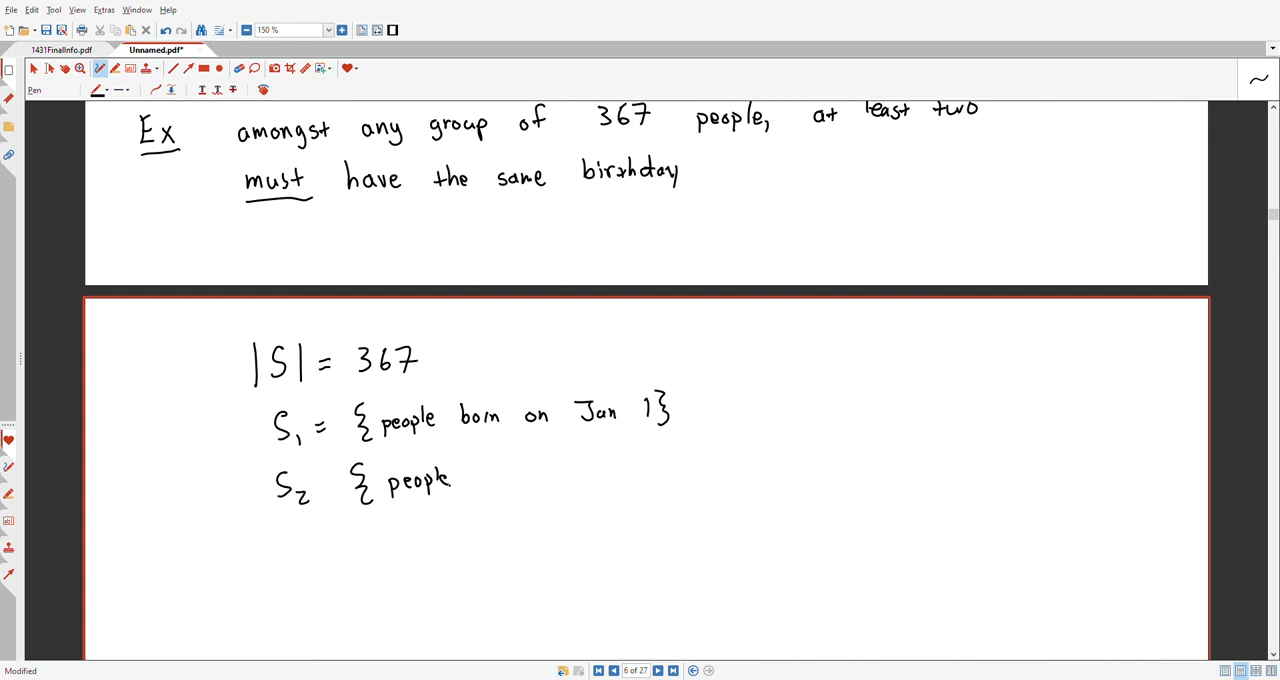 File Edit Tool View Extras Window Help
150 %
1431FinalInfo.pdf Unnamed.pdf*
Pen
Ex amongst any group of 367 people, at least two
must have the same birthday
|S| = 367
S₁ = {people born on Jan 1}
S₂ { people
Modified
6 of 27